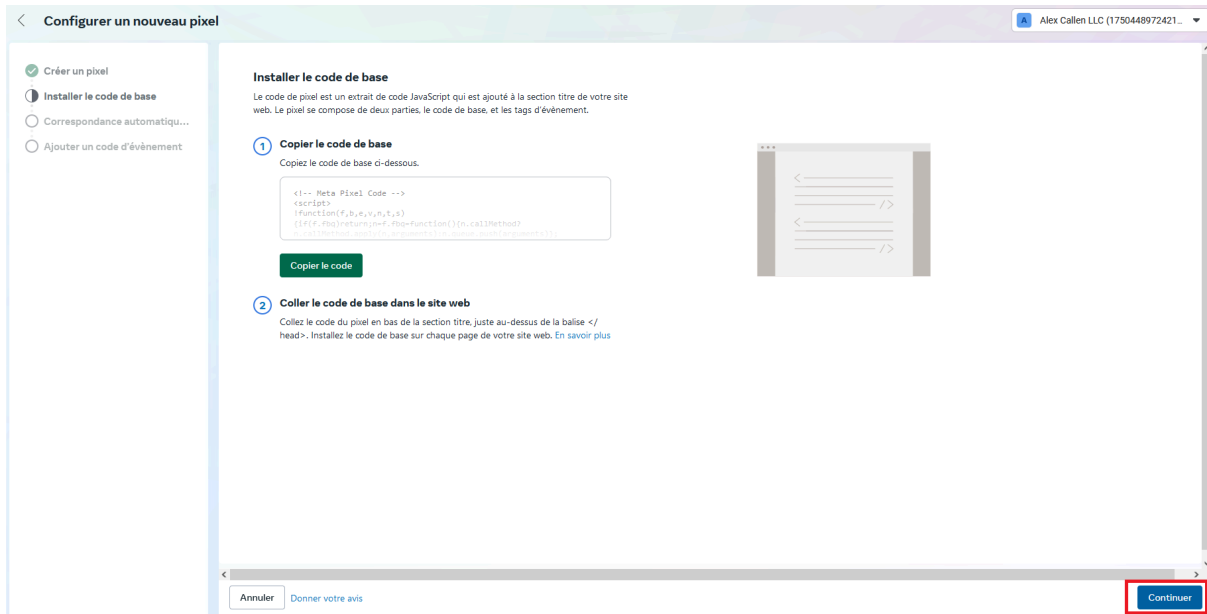 Configurer un nouveau pixel
A Alex Callen LLC (1750448972421...
Créer un pixel
Installer le code de base
Correspondance automatiqu...
Ajouter un code d'évènement
Installer le code de base
Le code de pixel est un extrait de code JavaScript qui est ajouté à la section titre de votre site
web. Le pixel se compose de deux parties, le code de base, et les tags d'évènement.
1 Copier le code de base
Copiez le code de base ci-dessous.
<!-- Meta Pixel Code -->
<script>
!function(f,b,e,v,n,t,s)
{if(f.fbq)return;n=f.fbq=function(){n.callMethod?
n.callMethod.apply(n,arguments):n.queue.push(arguments)};
Copier le code
2 Coller le code de base dans le site web
Collez le code du pixel en bas de la section titre, juste au-dessus de la balise </
head>. Installez le code de base sur chaque page de votre site web. En savoir plus
Annuler
Donner votre avis
Continuer